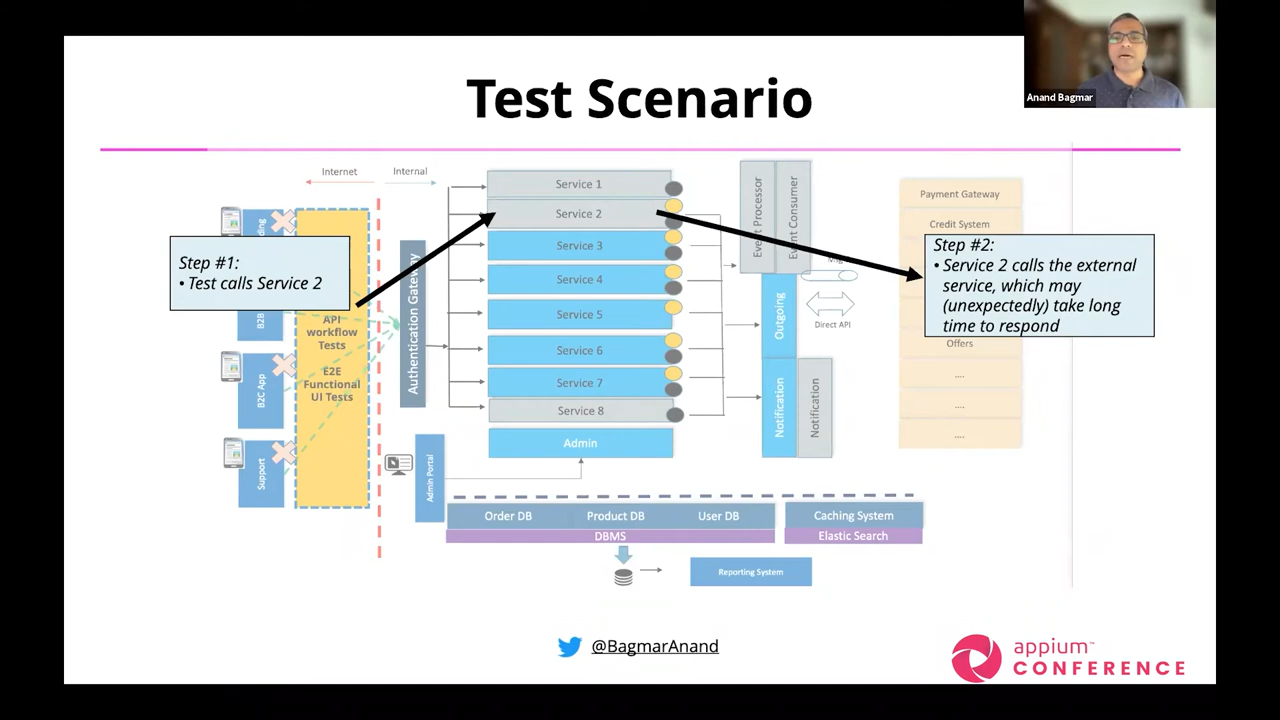 Anand Bagmar
Test Scenario
Internet
Internal
Step #1:
• Test calls Service 2
B2B
B2C App
Support
API
workflow
Tests
E2E
Functional
UI Tests
Authentication Gateway
Admin Portal
Service 1
Service 2
Service 3
Service 4
Service 5
Service 6
Service 7
Service 8
Admin
Event Processor
Event Consumer
Outgoing
Notification
Notification
Direct API
Payment Gateway
Credit System
Step #2:
• Service 2 calls the external
service, which may
(unexpectedly) take long
time to respond
Offers
....
....
....
Order DB
Product DB
User DB
DBMS
Caching System
Elastic Search
Reporting System
@BagmarAnand
appium™
CONFERENCE